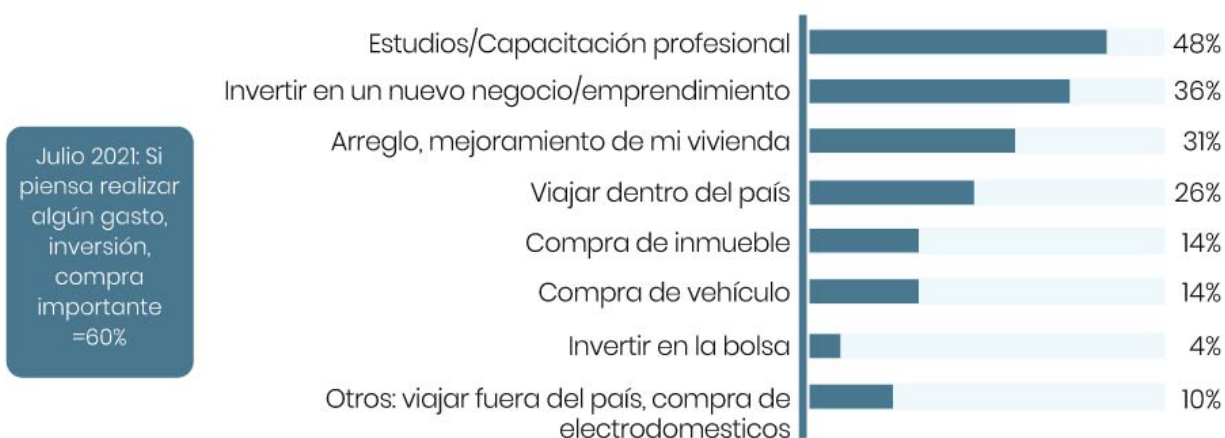 Julio 2021: Si
piensa realizar
algún gasto,
inversión,
compra
importante
=60%
Estudios/Capacitación profesional 48%
Invertir en un nuevo negocio/emprendimiento 36%
Arreglo, mejoramiento de mi vivienda 31%
Viajar dentro del país 26%
Compra de inmueble 14%
Compra de vehículo 14%
Invertir en la bolsa 4%
Otros: viajar fuera del país, compra de 10%
electrodomesticos